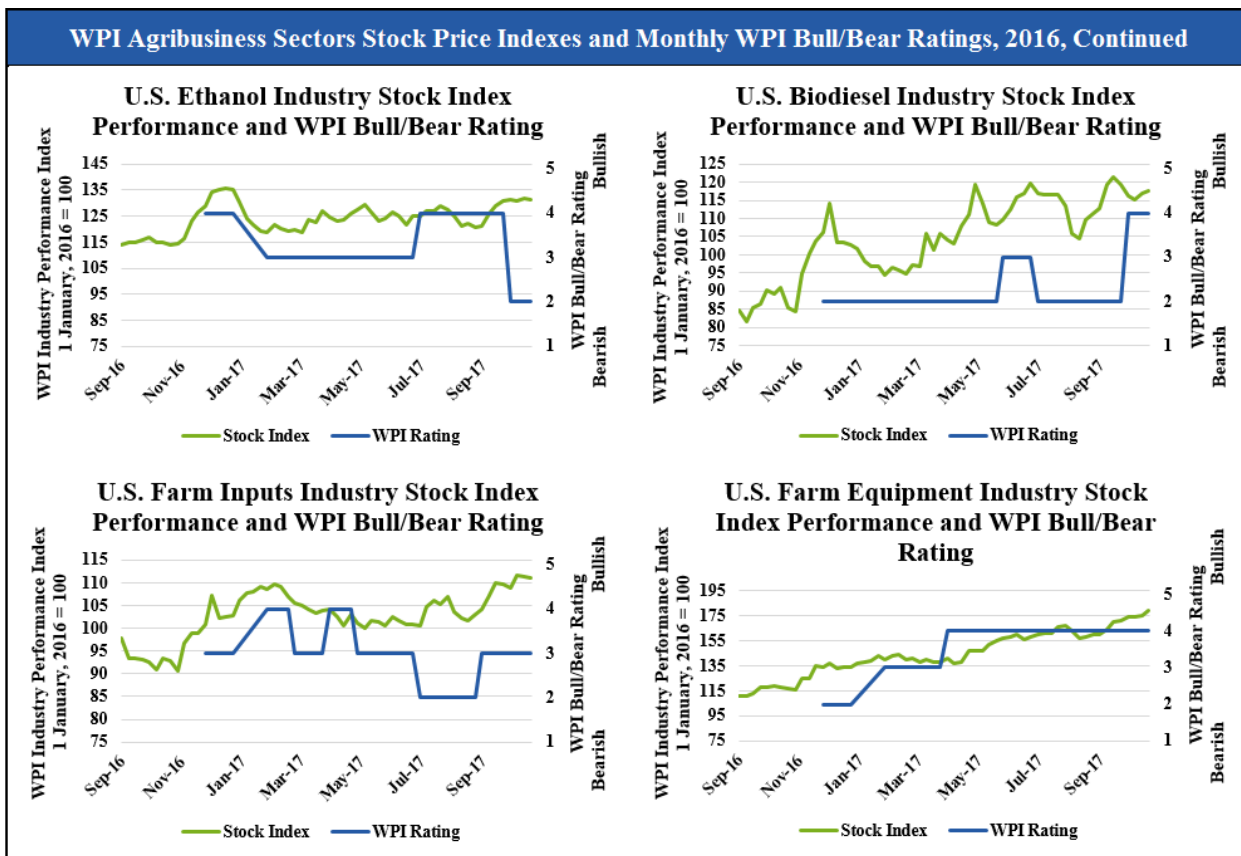 WPI Agribusiness Sectors Stock Price Indexes and Monthly WPI Bull/Bear Ratings, 2016, Continued
U.S. Ethanol Industry Stock Index
Performance and WPI Bull/Bear Rating
WPI Industry Performance Index
1 January, 2016 = 100
145
135
125
115
105
95
85
75
5
4
3
2
1
WPI Bull/Bear Rating
Bullish
Bearish
Sep-16
Nov-16
Jan-17
Mar-17
May-17
Jul-17
Sep-17
Stock Index
WPI Rating
U.S. Biodiesel Industry Stock Index
Performance and WPI Bull/Bear Rating
WPI Industry Performance Index
1 January, 2016 = 100
125
120
115
110
105
100
95
90
85
80
75
5
4
3
2
1
WPI Bull/Bear Rating
Bullish
Bearish
Sep-16
Nov-16
Jan-17
Mar-17
May-17
Jul-17
Sep-17
Stock Index
WPI Rating
U.S. Farm Inputs Industry Stock Index
Performance and WPI Bull/Bear Rating
WPI Industry Performance Index
1 January, 2016 = 100
115
110
105
100
95
90
85
80
75
5
4
3
2
1
WPI Bull/Bear Rating
Bullish
Bearish
Sep-16
Nov-16
Jan-17
Mar-17
May-17
Jul-17
Sep-17
Stock Index
WPI Rating
U.S. Farm Equipment Industry Stock
Index Performance and WPI Bull/Bear
Rating
WPI Industry Performance Index
1 January, 2016 = 100
195
175
155
135
115
95
75
5
4
3
2
1
WPI Bull/Bear Rating
Bullish
Bearish
Sep-16
Nov-16
Jan-17
Mar-17
May-17
Jul-17
Sep-17
Stock Index
WPI Rating